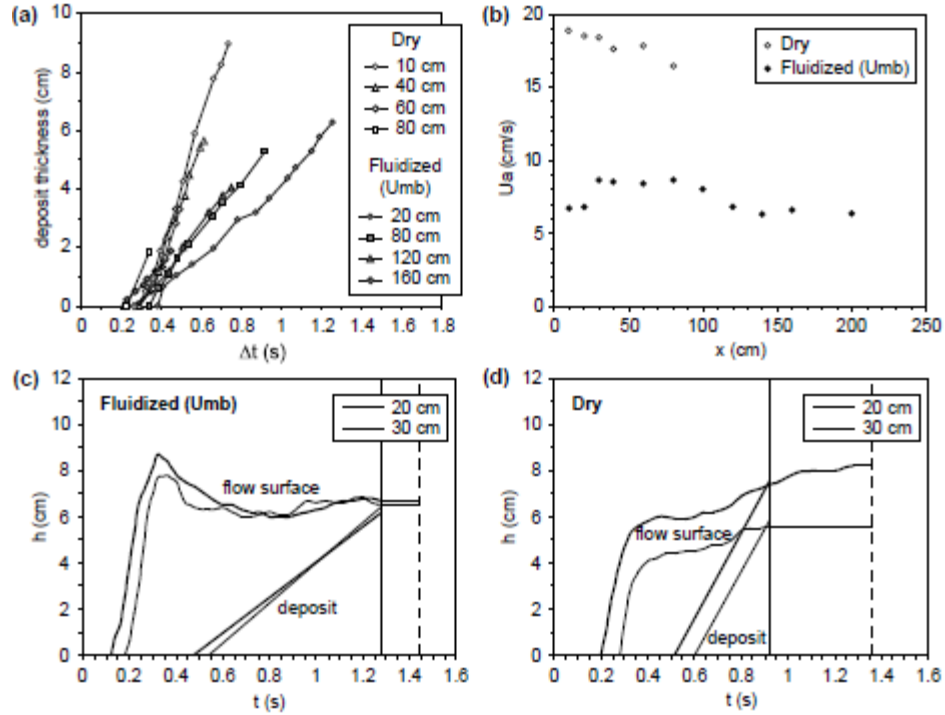 (a)
10
8
6
4
2
0
deposit thickness (cm)
0 0.2 0.4 0.6 0.8 1 1.2 1.4 1.6
Δt (s)
Dry
10 cm
40 cm
60 cm
80 cm
Fluidized
(Umb)
20 cm
80 cm
120 cm
160 cm
(b)
20
15
10
5
0
Ua (cm/s)
0 50 100 150 200 250
x (cm)
Dry
Fluidized (Umb)
(c)
12
10
8
6
4
2
0
h (cm)
Fluidized (Umb)
20 cm
30 cm
flow surface
deposit
0 0.2 0.4 0.6 0.8 1 1.2 1.4 1.6
t (s)
(d)
12
10
8
6
4
2
0
h (cm)
Dry
20 cm
30 cm
flow surface
deposit
0 0.2 0.4 0.6 0.8 1 1.2 1.4 1.6
t (s)